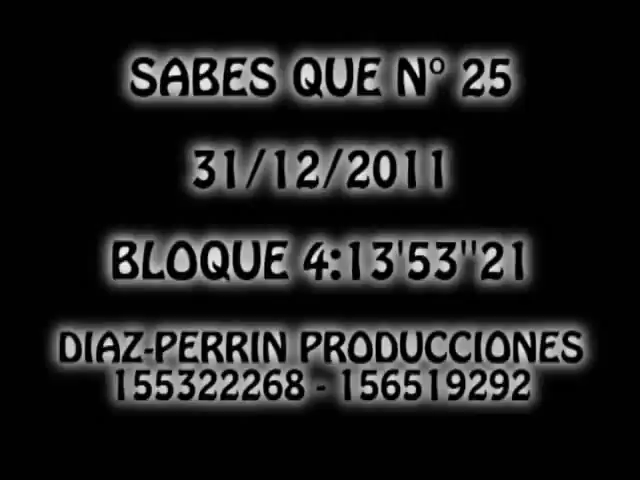 SABES QUE Nº 25
31/12/2011
BLOQUE 4:13'53"21
DIAZ-PERRIN PRODUCCIONES
155322268 - 156519292